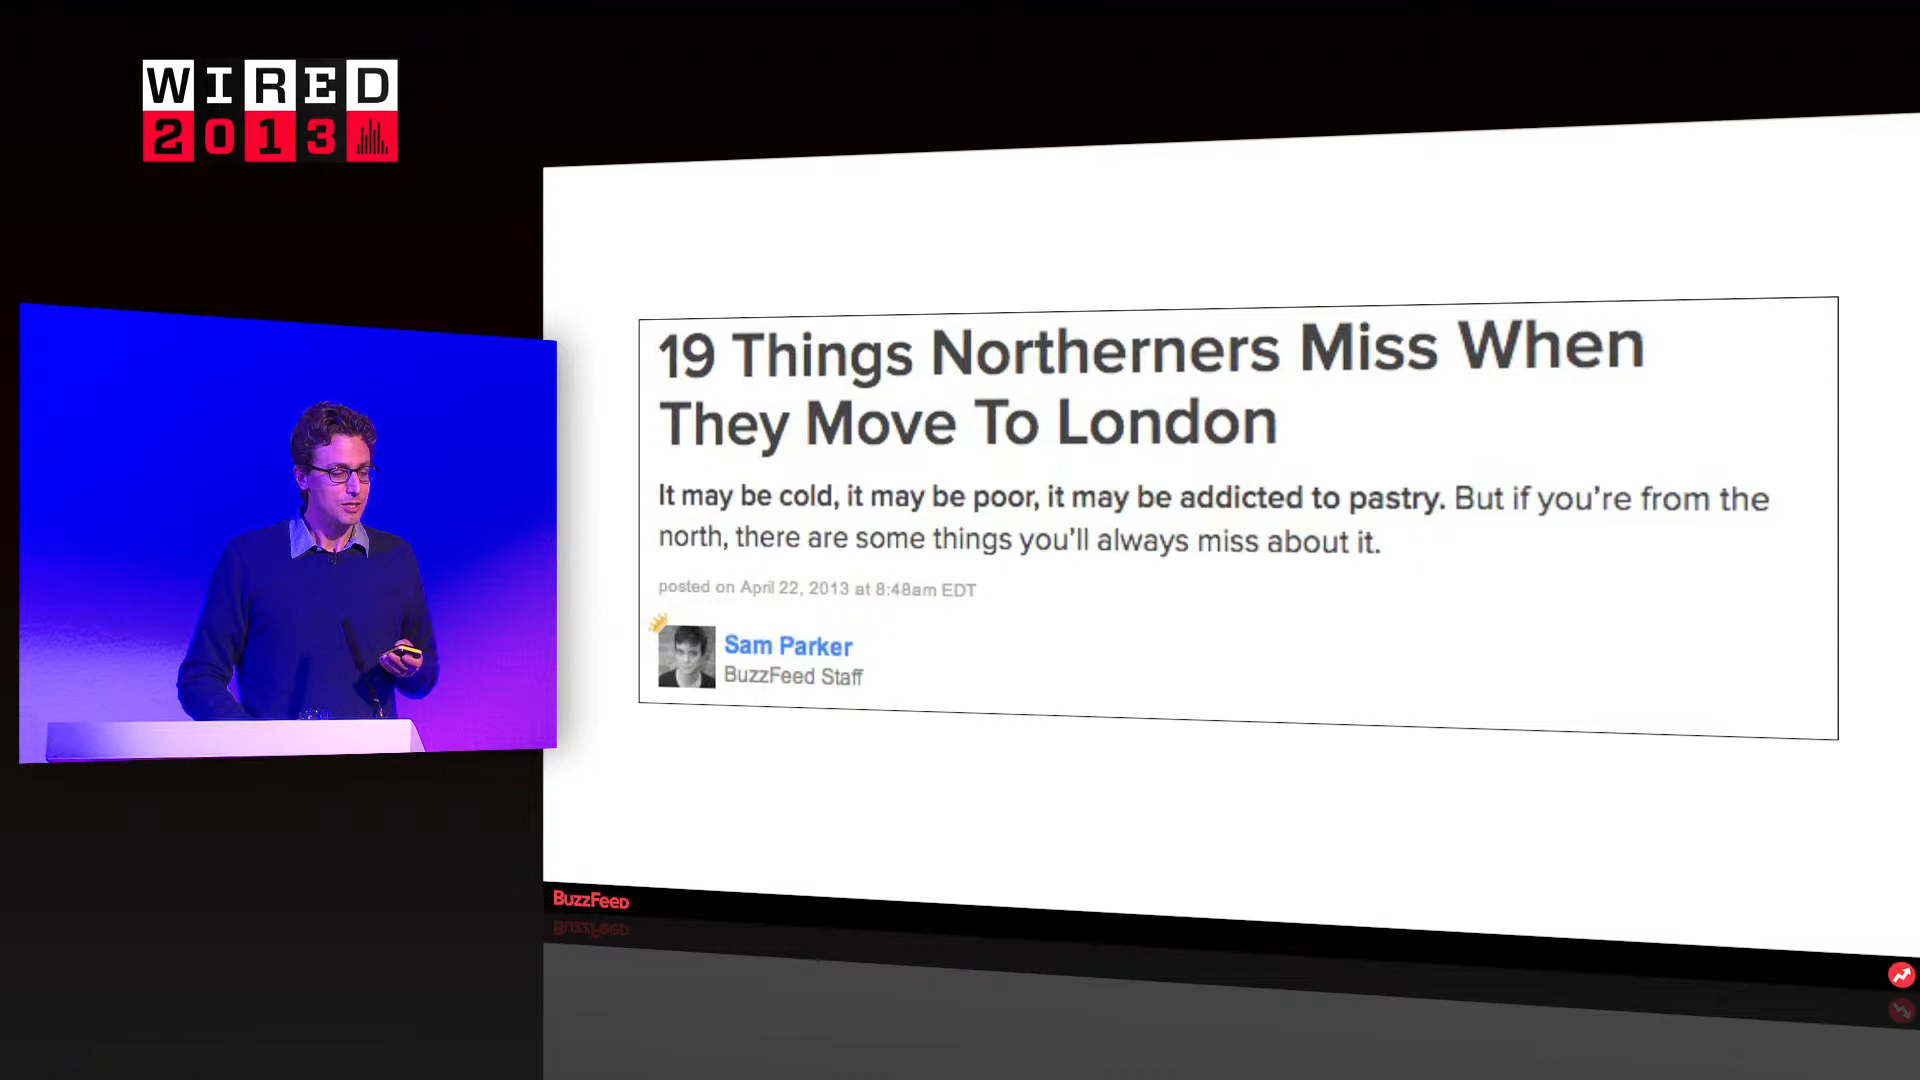 WIRED
2013
19 Things Northerners Miss When
They Move To London
It may be cold, it may be poor, it may be addicted to pastry. But if you're from the
north, there are some things you'll always miss about it.
posted on April 22, 2013 at 8:48am EDT
Sam Parker
BuzzFeed Staff
BuzzFeed